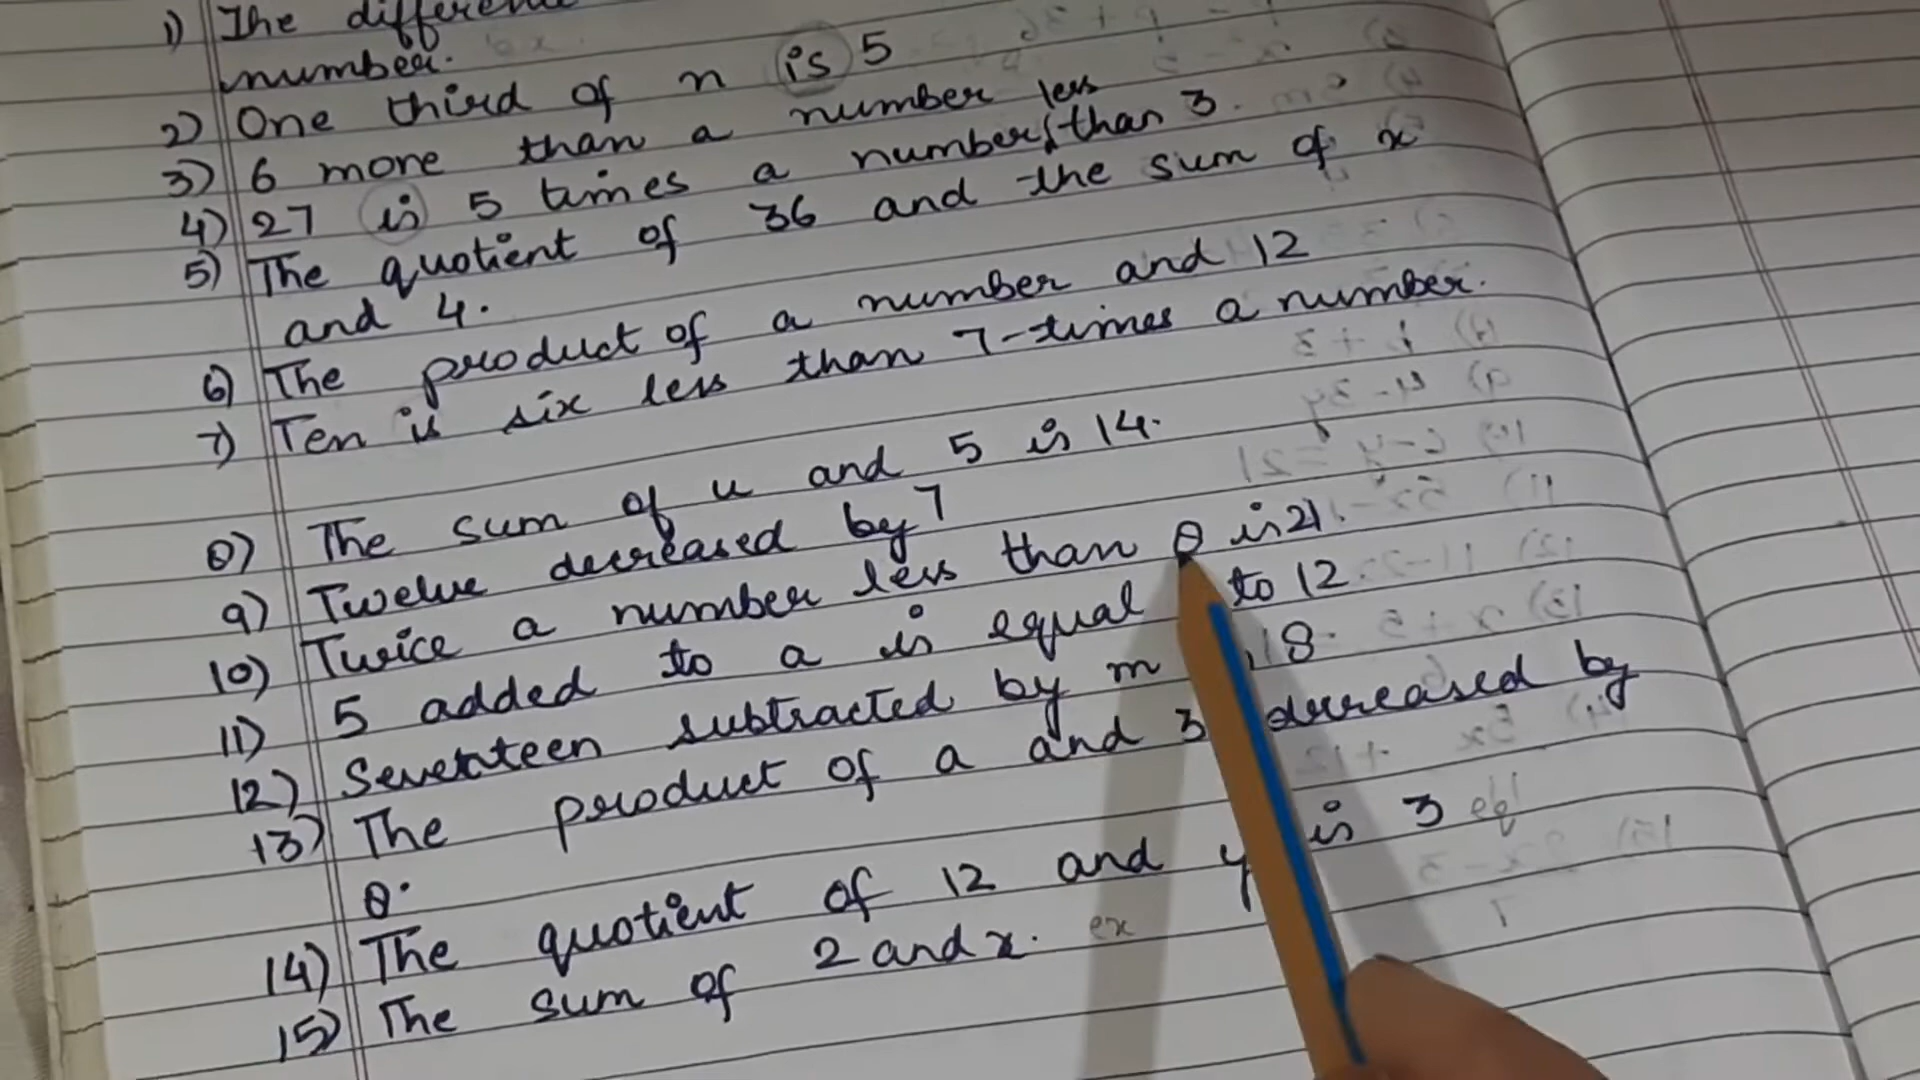 1) The difference
number.
2) One third of n is 5
3) 6 more than a number
4) 27 is 5 times a number less than 3.
5) The quotient of 36 and the sum of x
and 4.
6) The product of a number and 12
7) Ten is six less than 7-times a number.
8) The sum of u and 5 is 14.
9) Twelve decreased by 7
10) Twice a number less than 8 is 21.
11) 5 added to a is equal to 12
12) Seventeen subtracted by m 18.
13) The product of a and 3 decreased by
8.
14) The quotient of 12 and y is 3 eq
15) The sum of 2 and x. ex